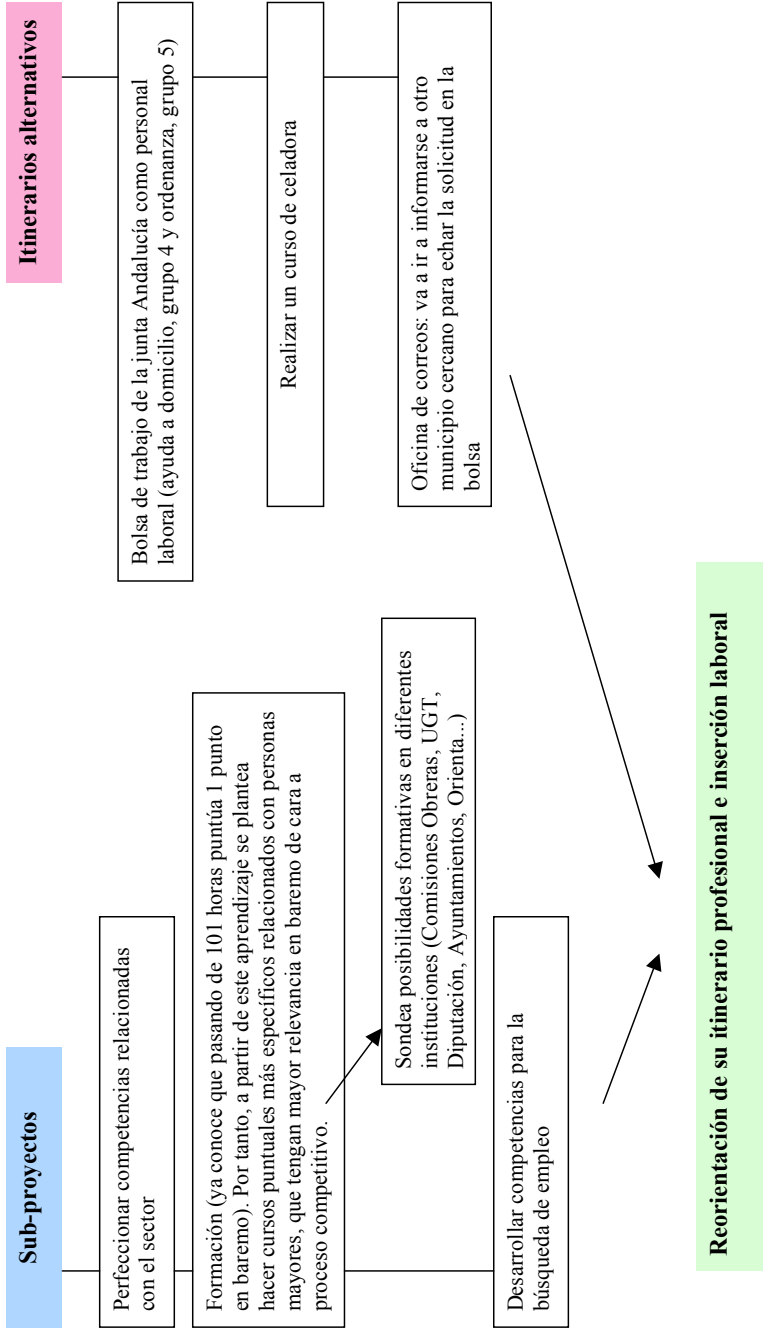 Sub-proyectos
Perfeccionar competencias relacionadas
con el sector
Formación (ya conoce que pasando de 101 horas puntúa 1 punto
en baremo). Por tanto, a partir de este aprendizaje se plantea
hacer cursos puntuales más específicos relacionados con personas
mayores, que tengan mayor relevancia en baremo de cara a
proceso competitivo.
Sondea posibilidades formativas en diferentes
instituciones (Comisiones Obreras, UGT,
Diputación, Ayuntamientos, Orienta...)
Desarrollar competencias para la
búsqueda de empleo
Itinerarios alternativos
Bolsa de trabajo de la junta Andalucía como personal
laboral (ayuda a domicilio, grupo 4 y ordenanza, grupo 5)
Realizar un curso de celadora
Oficina de correos: va a ir a informarse a otro
municipio cercano para echar la solicitud en la
bolsa
Reorientación de su itinerario profesional e inserción laboral